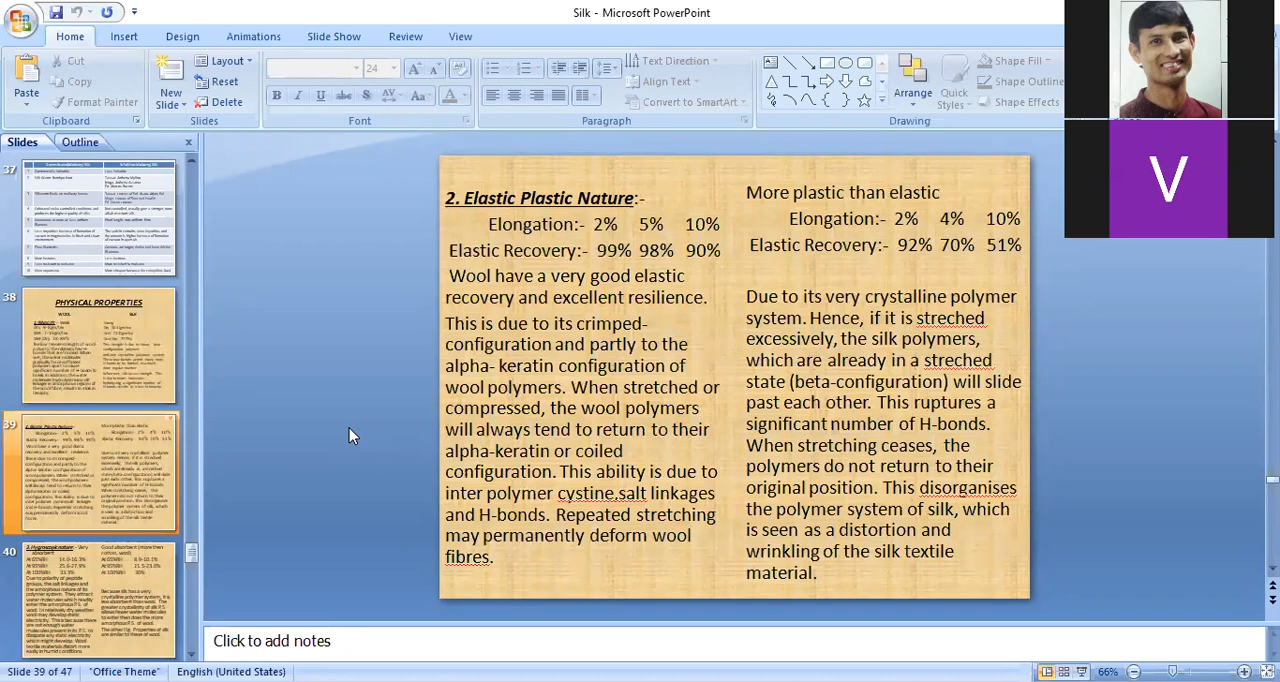 Silk - Microsoft PowerPoint
Home
Insert
Design
Animations
Slide Show
Review
View
Paste
Cut
Copy
Format Painter
Clipboard
New
Slide
Layout
Reset
Delete
Slides
24
B I U abc S AV Aa A
Font
Text Direction
Align Text
Convert to SmartArt
Paragraph
Arrange
Quick
Styles
Shape Fill
Shape Outline
Shape Effects
Drawing
V
Slides
Outline
37
38
PHYSICAL PROPERTIES
39
40
2. Elastic Plastic Nature:-
Elongation:- 2% 5% 10%
Elastic Recovery:- 99% 98% 90%
Wool have a very good elastic
recovery and excellent resilience.
This is due to its crimped-
configuration and partly to the
alpha- keratin configuration of
wool polymers. When stretched or
compressed, the wool polymers
will always tend to return to their
alpha-keratin or coiled
configuration. This ability is due to
inter polymer cystine,salt linkages
and H-bonds. Repeated stretching
may permanently deform wool
fibres.
More plastic than elastic
Elongation:- 2% 4% 10%
Elastic Recovery:- 92% 70% 51%
Due to its very crystalline polymer
system. Hence, if it is streched
excessively, the silk polymers,
which are already in a streched
state (beta-configuration) will slide
past each other. This ruptures a
significant number of H-bonds.
When stretching ceases, the
polymers do not return to their
original position. This disorganises
the polymer system of silk, which
is seen as a distortion and
wrinkling of the silk textile
material.
Click to add notes
Slide 39 of 47
"Office Theme"
English (United States)
66%